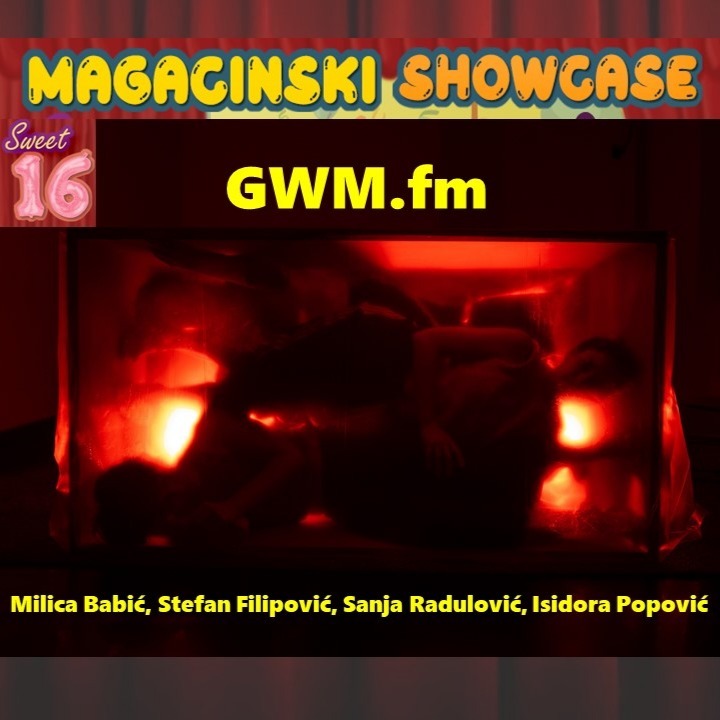 MAGACINSKI SHOWCASE
Sweet
16
GWM.fm
Milica Babić, Stefan Filipović, Sanja Radulović, Isidora Popović